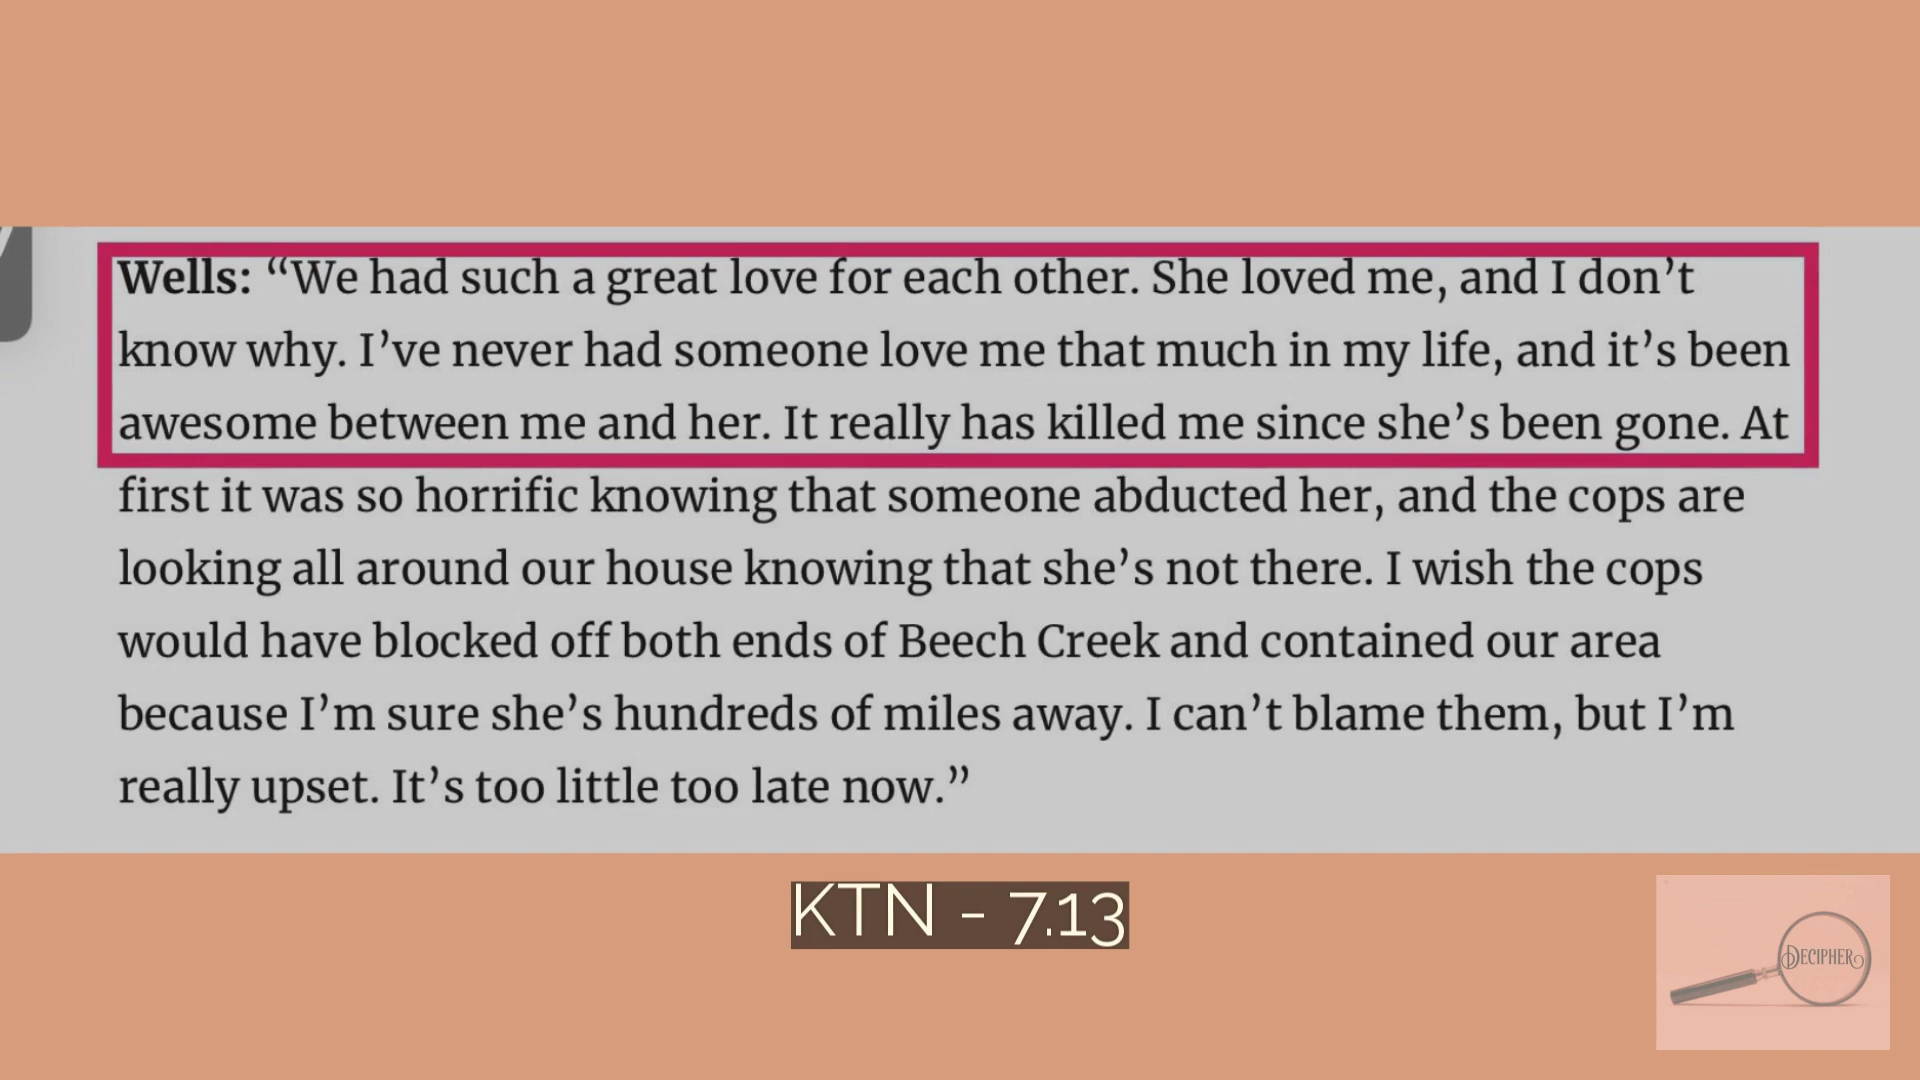 Wells: “We had such a great love for each other. She loved me, and I don’t
know why. I’ve never had someone love me that much in my life, and it’s been
awesome between me and her. It really has killed me since she’s been gone. At
first it was so horrific knowing that someone abducted her, and the cops are
looking all around our house knowing that she’s not there. I wish the cops
would have blocked off both ends of Beech Creek and contained our area
because I’m sure she’s hundreds of miles away. I can’t blame them, but I’m
really upset. It’s too little too late now.”
KTN - 7.13
DECIPHER